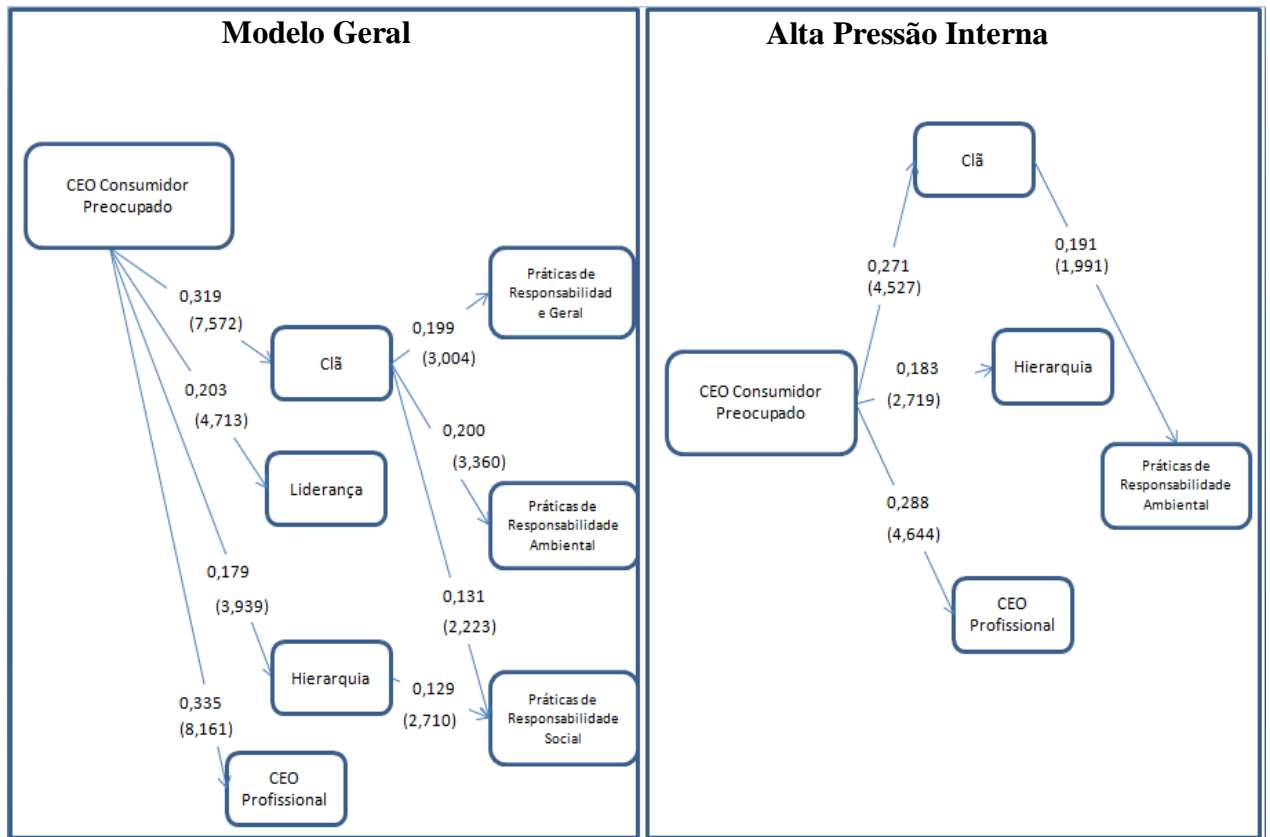 Modelo Geral
CEO Consumidor
Preocupado
0,319
(7,572)
0,203
(4,713)
0,179
(3,939)
0,335
(8,161)
Clã
Liderança
Hierarquia
CEO
Profissional
0,199
(3,004)
0,200
(3,360)
0,131
(2,223)
0,129
(2,710)
Práticas de
Responsabilidad
e Geral
Práticas de
Responsabilidade
Ambiental
Práticas de
Responsabilidade
Social
Alta Pressão Interna
CEO Consumidor
Preocupado
0,271
(4,527)
0,183
(2,719)
0,288
(4,644)
Clã
Hierarquia
CEO
Profissional
0,191
(1,991)
Práticas de
Responsabilidade
Ambiental